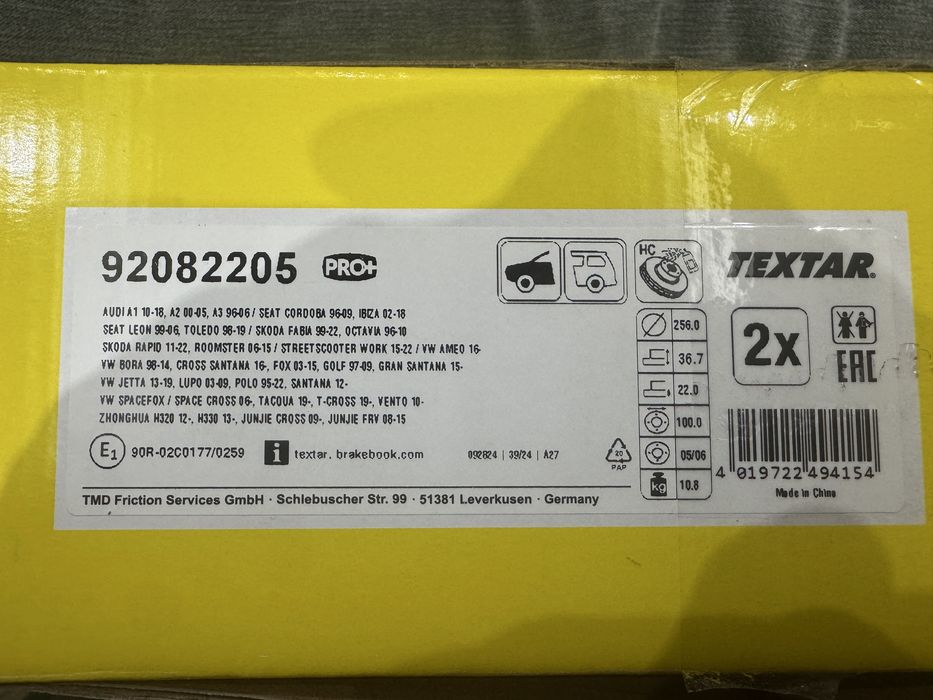 92082205 PRO+
AUDI A1 10-18, A2 00-05, A3 96-06 / SEAT CORDOBA 96-09, IBIZA 02-18
SEAT LEON 99-06, TOLEDO 98-19 / SKODA FABIA 99-22, OCTAVIA 96-10
SKODA RAPID 11-22, ROOMSTER 06-15 / STREETSCOOTER WORK 15-22 / VW AMEO 16-
VW BORA 98-14, CROSS SANTANA 16-, FOX 03-15, GOLF 97-09, GRAN SANTANA 15-
VW JETTA 13-19, LUPO 03-09, POLO 95-22, SANTANA 12-
VW SPACEFOX / SPACE CROSS 06-, TACQUA 19-, T-CROSS 19-, VENTO 10-
ZHONGHUA H320 12-, H330 13-, JUNJIE CROSS 09-, JUNJIE FRV 08-15
E1 90R-02C0177/0259
i textar.brakebook.com
092824 | 39/24 | A27
20
PAP
TMD Friction Services GmbH · Schlebuscher Str. 99 · 51381 Leverkusen · Germany
HC
256.0
36.7
22.0
100.0
05/06
kg 10.8
TEXTAR®
2x
EAC
4 019722 494154
Made in China